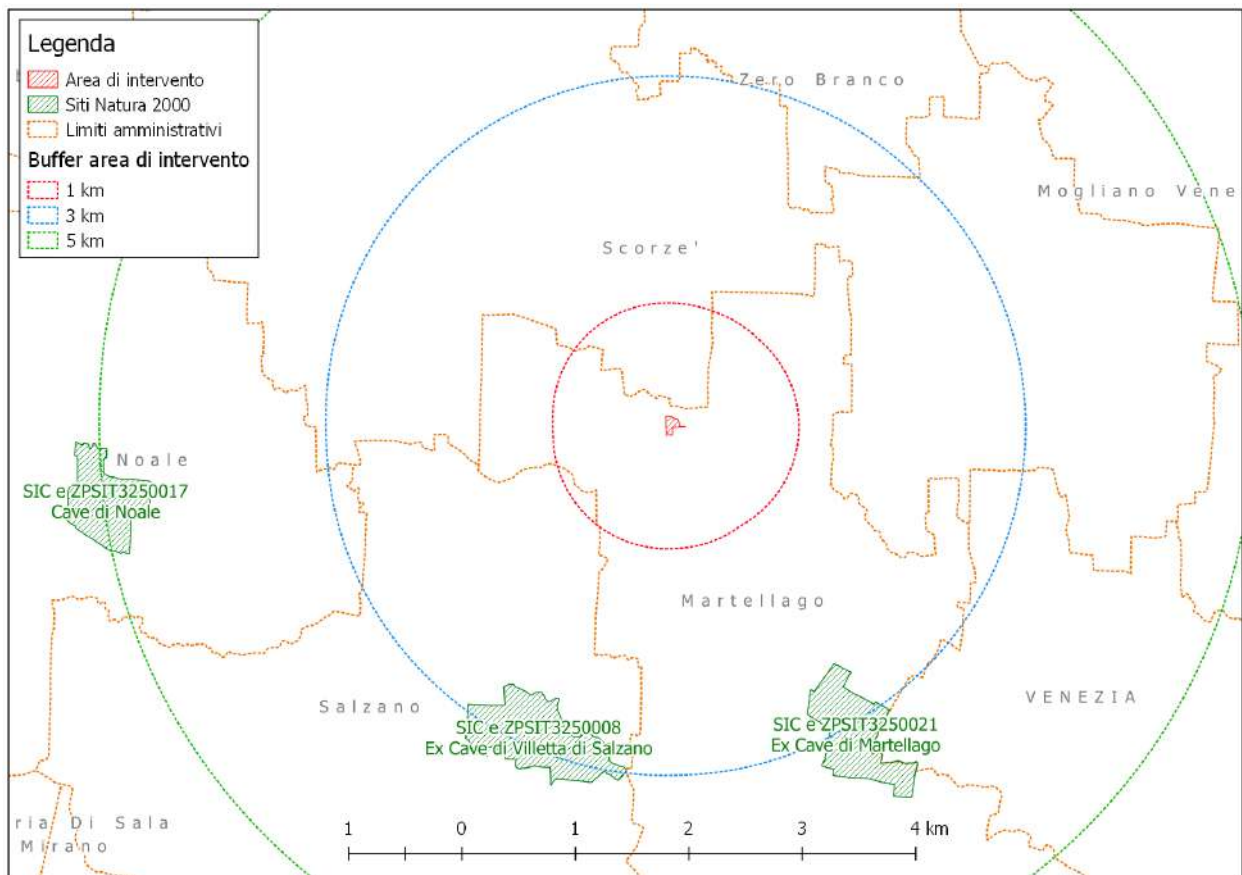 Legenda
Area di intervento
Siti Natura 2000
Limiti amministrativi
Buffer area di intervento
1 km
3 km
5 km
Zero Branco
Mogliano Vene
Scorze'
Noale
SIC e ZPSIT3250017
Cave di Noale
Martellago
Salzano
SIC e ZPSIT3250008
Ex Cave di Villetta di Salzano
SIC e ZPSIT3250021
Ex Cave di Martellago
VENEZIA
ria Di Sala
Mirano
1 0 1 2 3 4 km